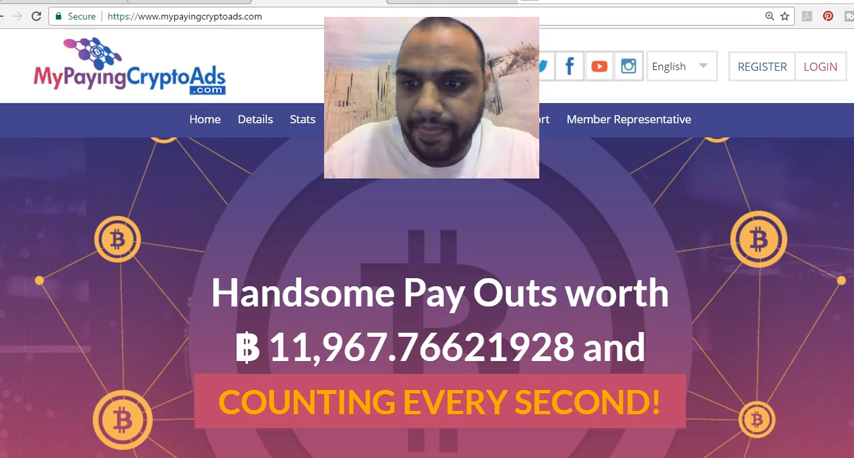 Secure https://www.mypayingcryptoads.com
MyPayingCryptoAds
.com
English
REGISTER LOGIN
Home Details Stats ort Member Representative
Handsome Pay Outs worth
฿ 11,967.76621928 and
COUNTING EVERY SECOND!